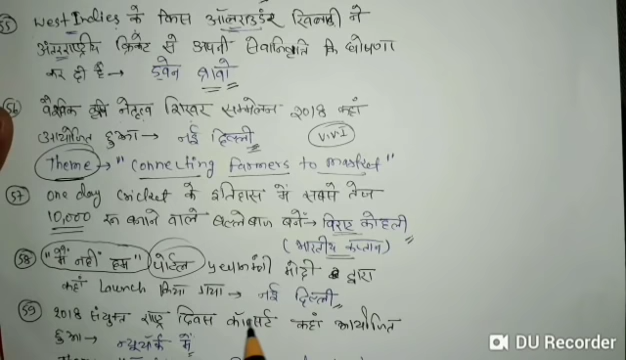 55 West Indies के किस ऑलराउंडर खिलाड़ी ने
अंतरराष्ट्रीय क्रिकेट से अपनी सेवानिवृत्ति कि घोषणा
कर दी है → ड्वेन ब्रावो
56 वैश्विक कृषि नेतृत्व शिखर सम्मेलन 2018 कहां
आयोजित हुआ → नई दिल्ली V.V.I
Theme → "Connecting Farmers to market"
57 one day cricket के इतिहास में सबसे तेज
10,000 रन बनाने वाले बल्लेबाज बने → विराट कोहली
(भारतीय कप्तान)
58 "मैं नहीं हम" पोर्टल प्रधानमंत्री मोदी द्वारा
कहां Launch किया गया → नई दिल्ली
59 2018 संयुक्त राष्ट्र दिवस कॉन्सर्ट कहां आयोजित
हुआ → न्यूयॉर्क में
DU Recorder